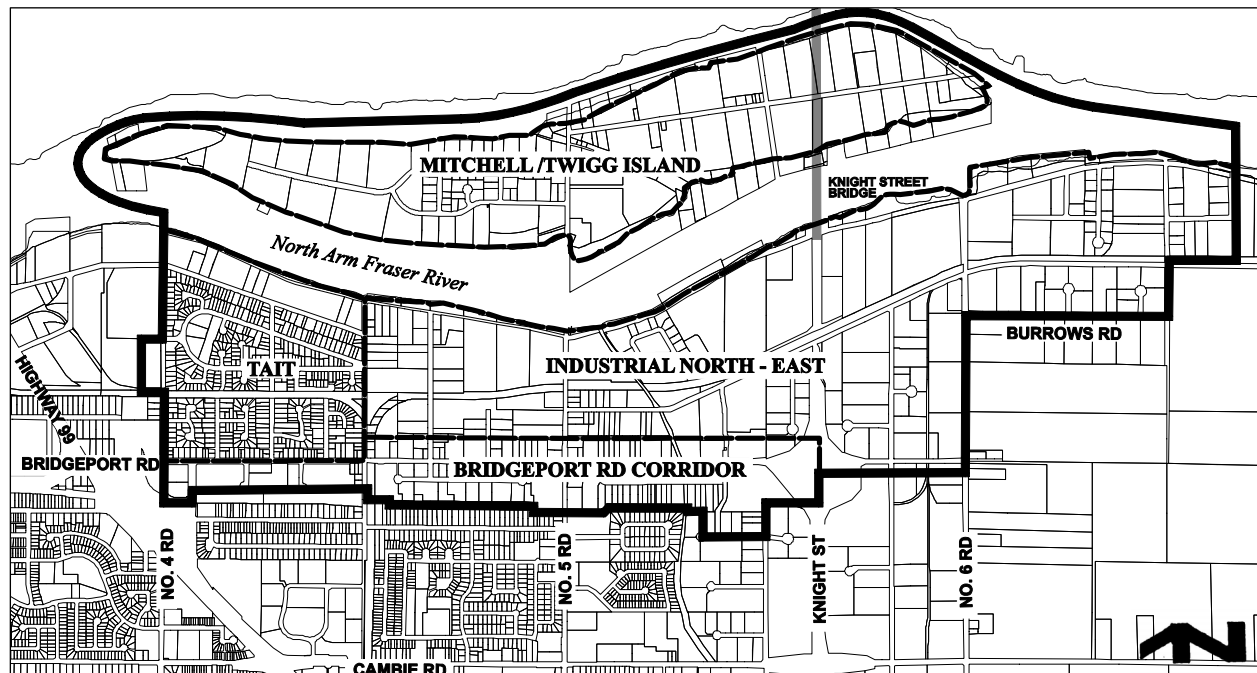 MITCHELL /TWIGG ISLAND
KNIGHT STREET
BRIDGE
North Arm Fraser River
BURROWS RD
TAIT
INDUSTRIAL NORTH - EAST
HIGHWAY 99
BRIDGEPORT RD
BRIDGEPORT RD CORRIDOR
NO. 4 RD
NO. 5 RD
KNIGHT ST
NO. 6 RD
CAMBIE RD